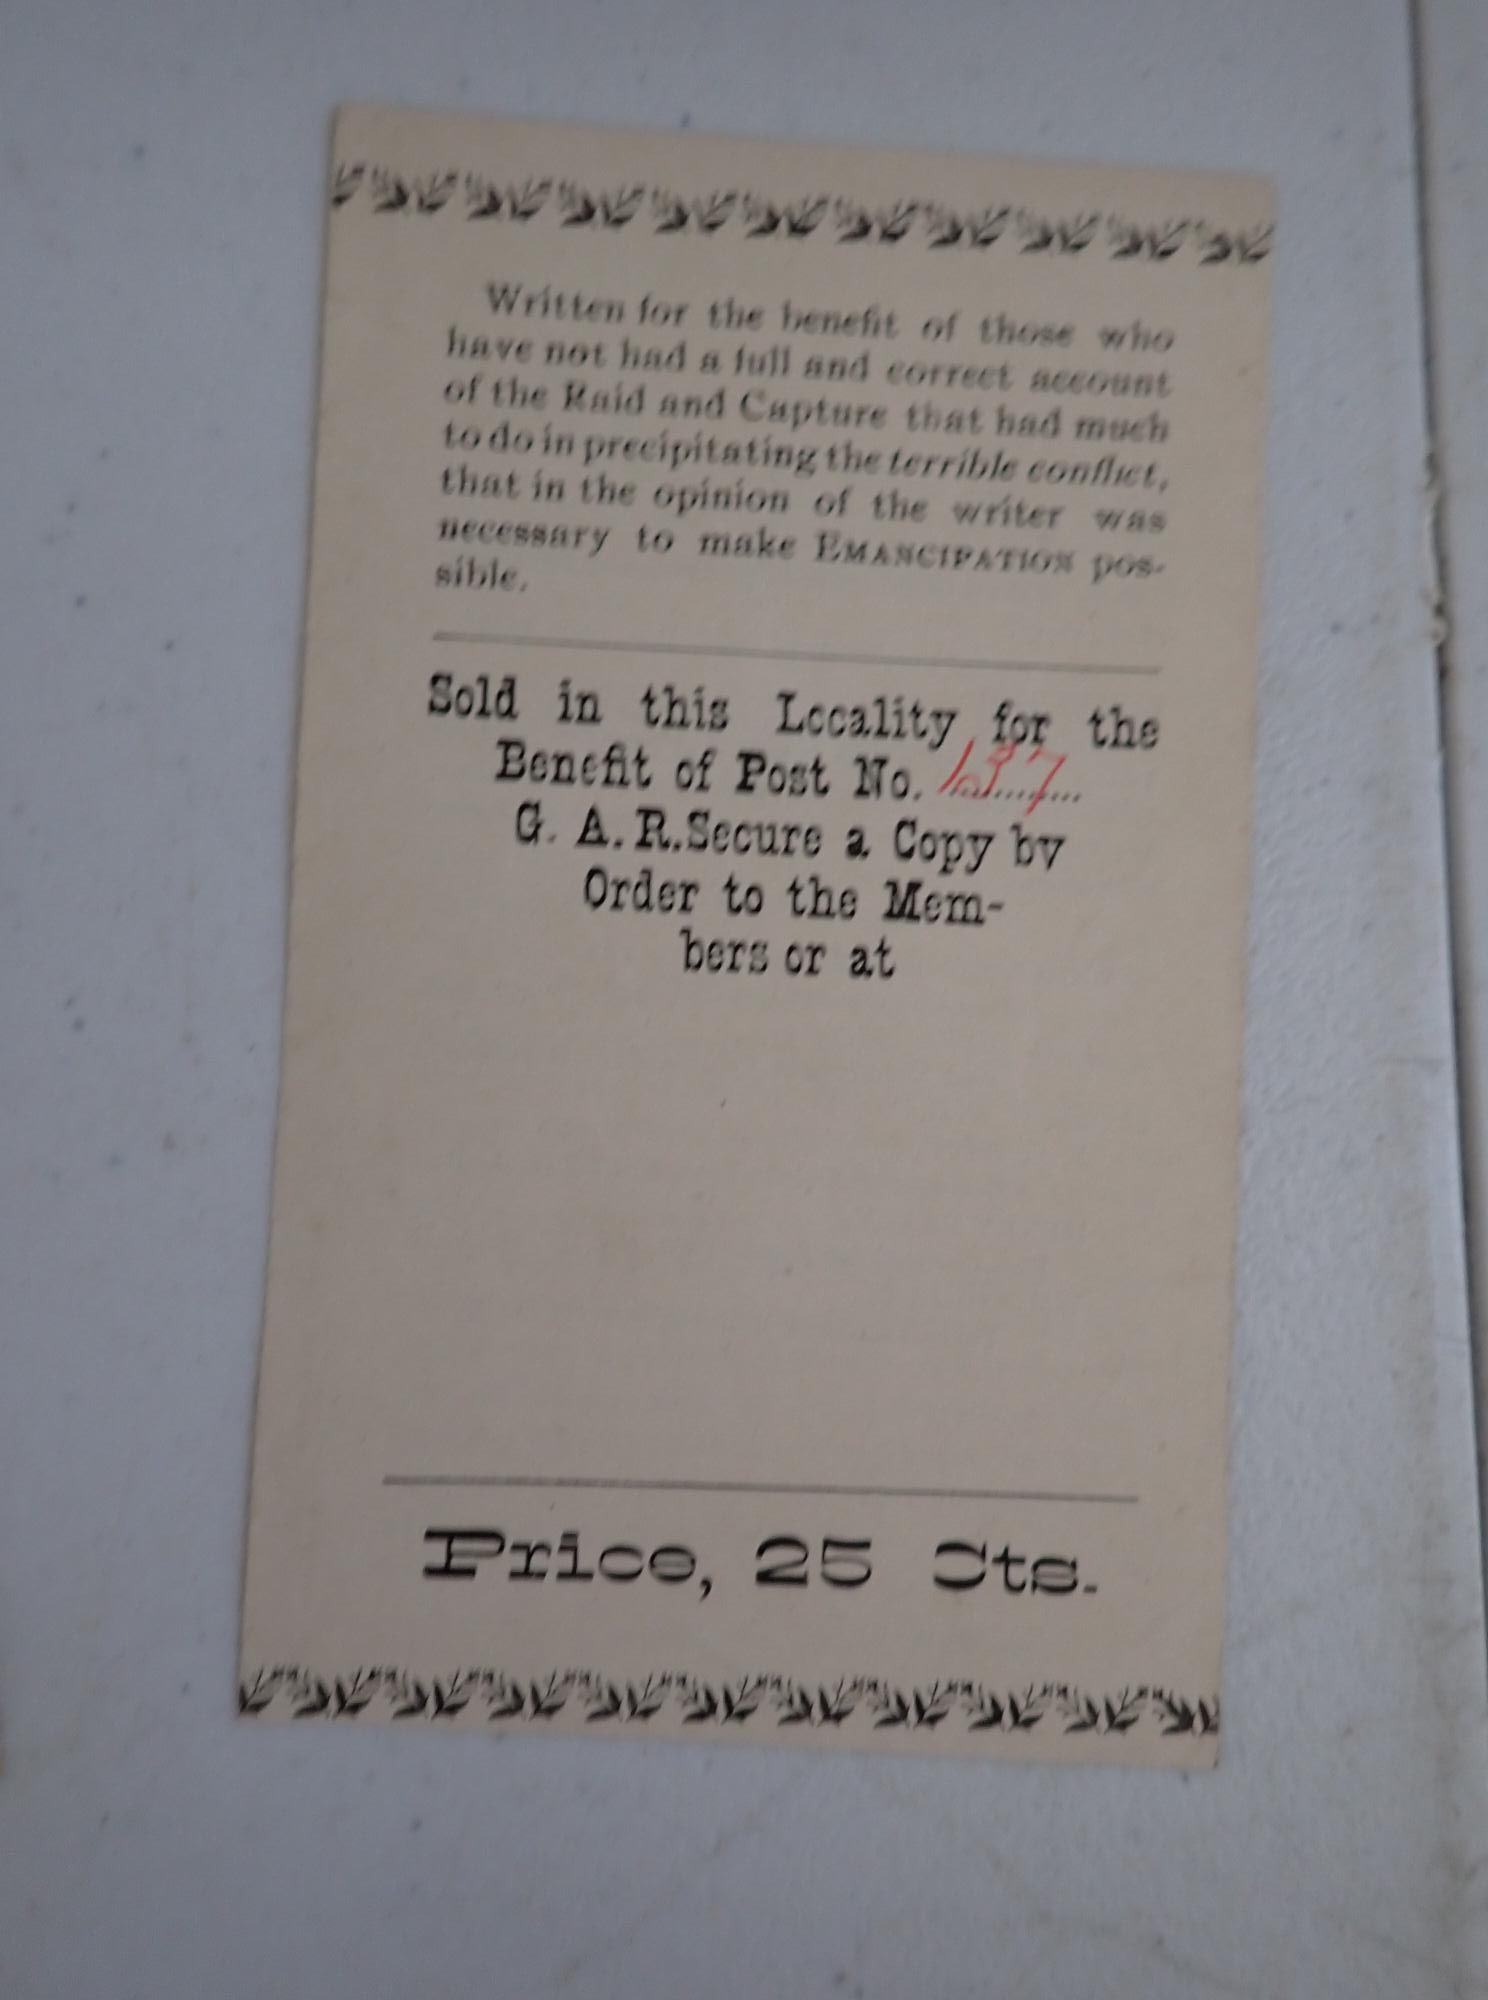 Written for the benefit of those who
have not had a full and correct account
of the Raid and Capture that had much
to do in precipitating the terrible conflict,
that in the opinion of the writer was
necessary to make EMANCIPATION pos-
sible.
Sold in this Locality for the
Benefit of Post No. 137
G. A. R. Secure a Copy by
Order to the Mem-
bers or at
Price, 25 Cts.